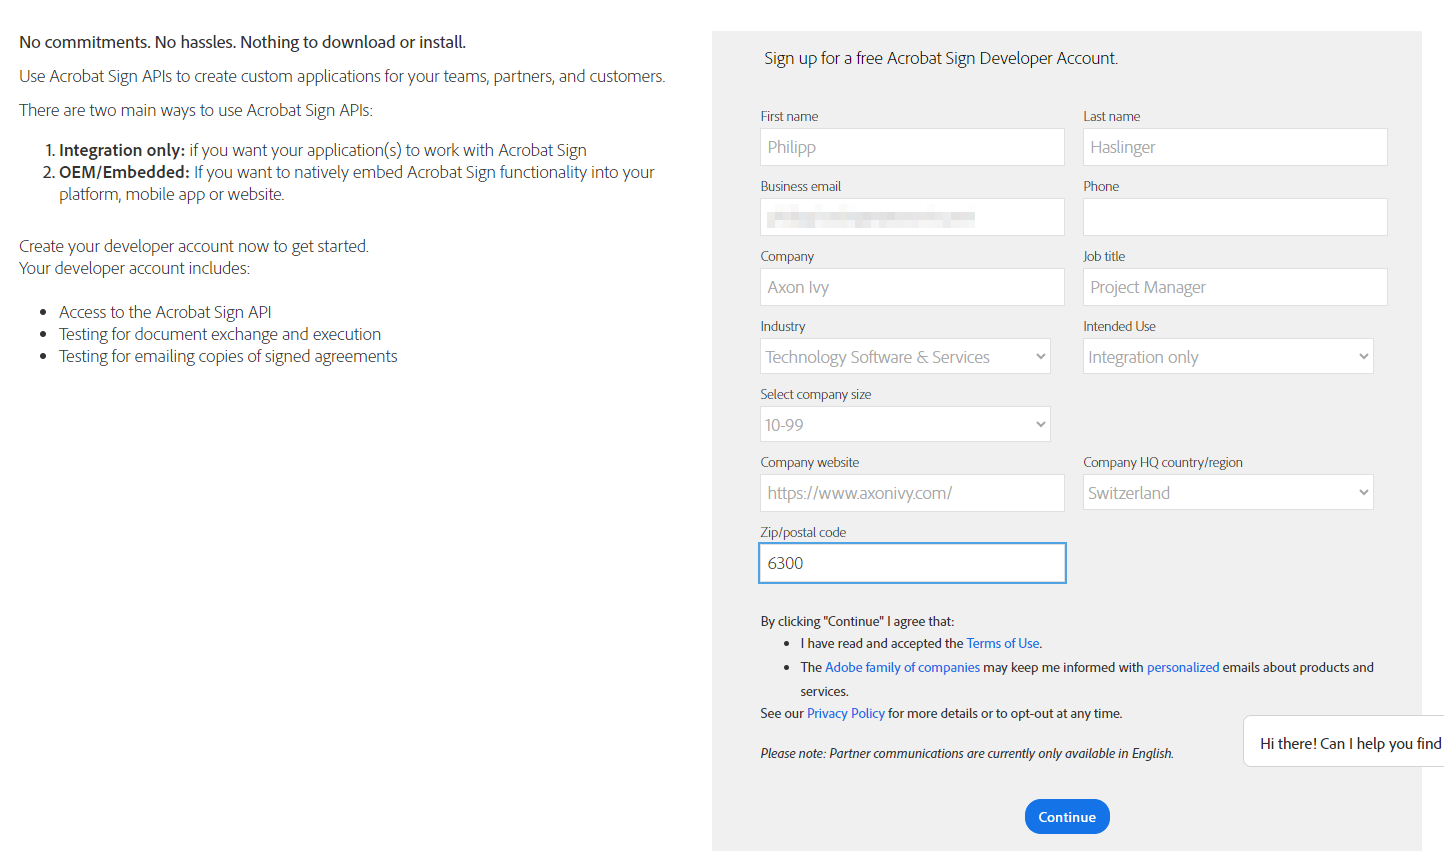 No commitments. No hassles. Nothing to download or install.
Use Acrobat Sign APIs to create custom applications for your teams, partners, and customers.
There are two main ways to use Acrobat Sign APIs:
1. Integration only: if you want your application(s) to work with Acrobat Sign
2. OEM/Embedded: If you want to natively embed Acrobat Sign functionality into your
platform, mobile app or website.
Create your developer account now to get started.
Your developer account includes:
• Access to the Acrobat Sign API
• Testing for document exchange and execution
• Testing for emailing copies of signed agreements
Sign up for a free Acrobat Sign Developer Account.
First name
Last name
Philipp
Haslinger
Business email
Phone
Company
Job title
Axon Ivy
Project Manager
Industry
Intended Use
Technology Software & Services
Integration only
Select company size
10-99
Company website
Company HQ country/region
https://www.axonivy.com/
Switzerland
Zip/postal code
6300
By clicking "Continue" I agree that:
• I have read and accepted the Terms of Use.
• The Adobe family of companies may keep me informed with personalized emails about products and
services.
See our Privacy Policy for more details or to opt-out at any time.
Hi there! Can I help you find
Please note: Partner communications are currently only available in English.
Continue